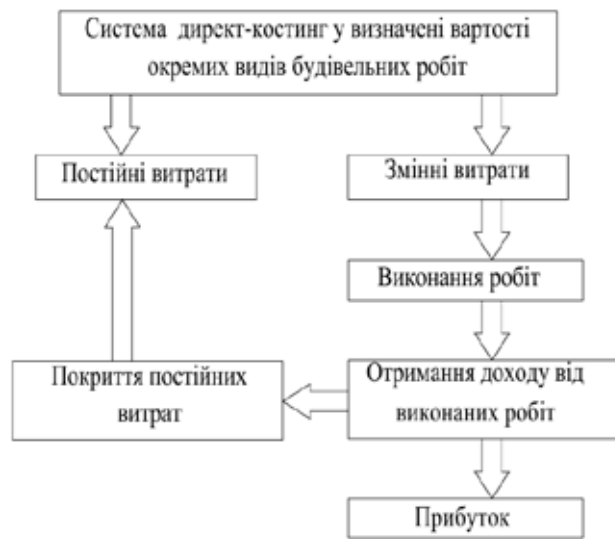 Система директ-костинг у визначені вартості
окремих видів будівельних робіт
Постійні витрати
Змінні витрати
Виконання робіт
Покриття постійних
витрат
Отримання доходу від
виконаних робіт
Прибуток